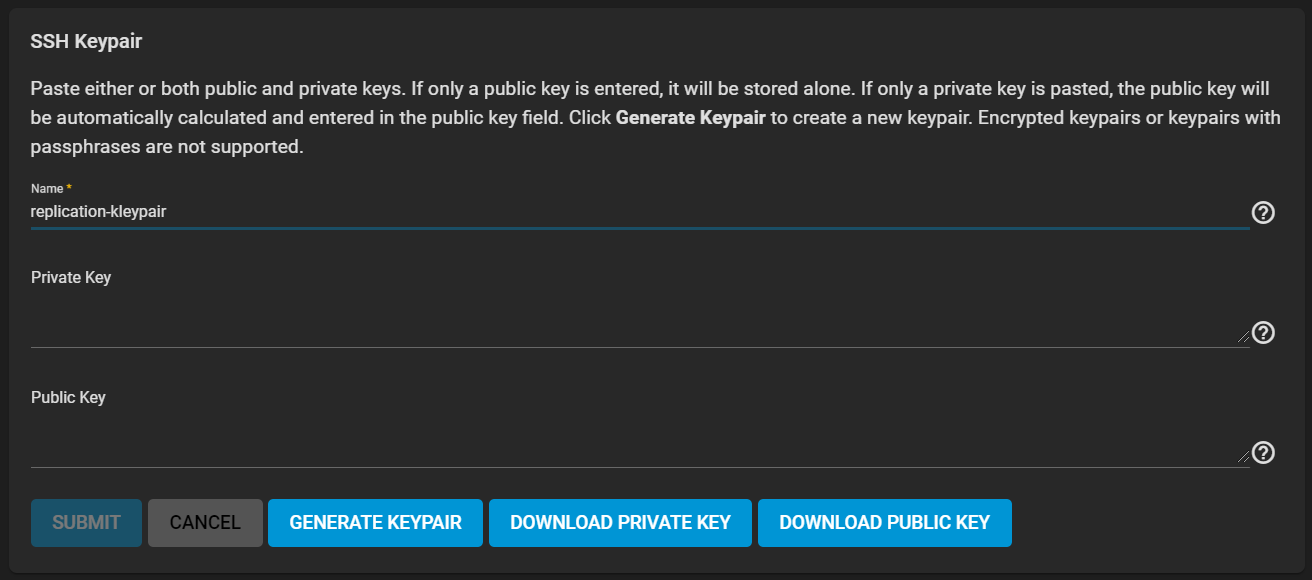 SSH Keypair
Paste either or both public and private keys. If only a public key is entered, it will be stored alone. If only a private key is pasted, the public key will
be automatically calculated and entered in the public key field. Click Generate Keypair to create a new keypair. Encrypted keypairs or keypairs with
passphrases are not supported.
Name *
replication-kleypair
Private Key
Public Key
SUBMIT CANCEL GENERATE KEYPAIR DOWNLOAD PRIVATE KEY DOWNLOAD PUBLIC KEY